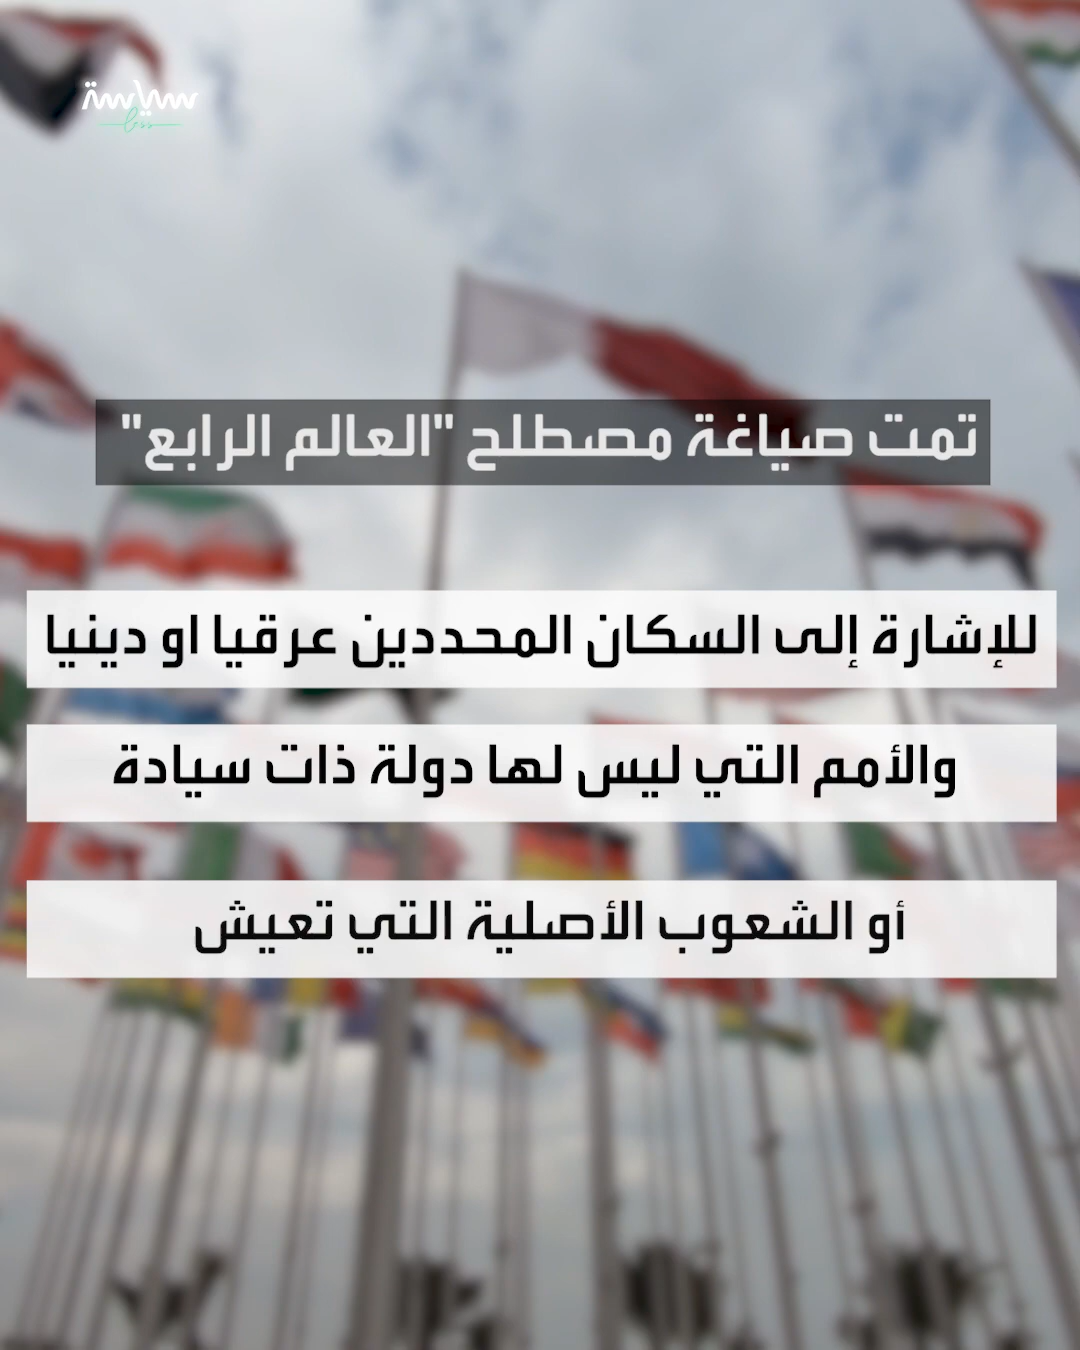 سياسة
less
تمت صياغة مصطلح "العالم الرابع"
للإشارة إلى السكان المحددين عرقيا او دينيا
والأمم التي ليس لها دولة ذات سيادة
أو الشعوب الأصلية التي تعيش